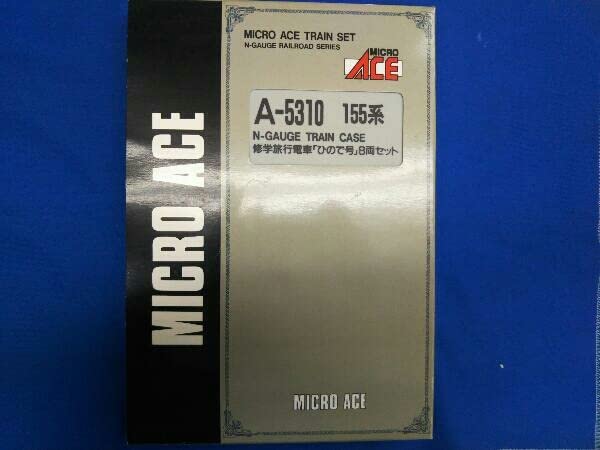 MICRO ACE TRAIN SET
N-GAUGE RAILROAD SERIES
MICRO
ACE
A-5310 155系
N-GAUGE TRAIN CASE
修学旅行電車「ひので号」8両セット
MICRO ACE
MICRO ACE